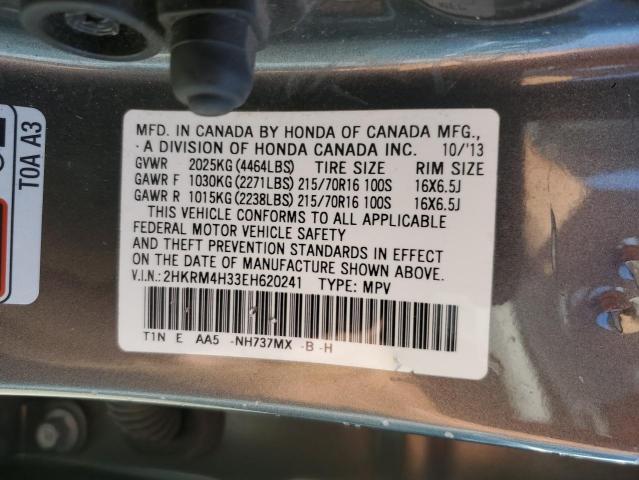 MFD. IN CANADA BY HONDA OF CANADA MFG.,
A DIVISION OF HONDA CANADA INC. 10/'13
GVWR 2025KG (4464LBS) TIRE SIZE RIM SIZE
GAWR F 1030KG (2271LBS) 215/70R16 100S 16X6.5J
GAWR R 1015KG (2238LBS) 215/70R16 100S 16X6.5J
THIS VEHICLE CONFORMS TO ALL APPLICABLE
FEDERAL MOTOR VEHICLE SAFETY
AND THEFT PREVENTION STANDARDS IN EFFECT
ON THE DATE OF MANUFACTURE SHOWN ABOVE.
V.I.N.: 2HKRM4H33EH620241 TYPE: MPV
T1N E AA5 -NH737MX -B -H
T0A A3